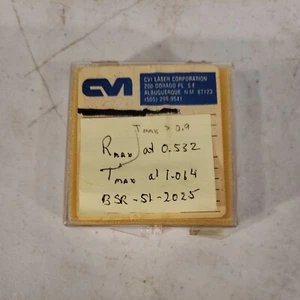 CVI
CVI LASER CORPORATION
200 DORADO PL. S.E.
ALBUQUERQUE, N.M. 87123
(505) 296-9541
Tmax > 0.9
Rmax at 0.532
Tmax at 1.064
BSR-51-2025